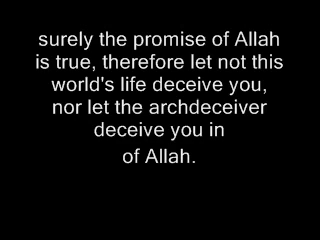 surely the promise of Allah
is true, therefore let not this
world's life deceive you,
nor let the archdeceiver
deceive you in
of Allah.